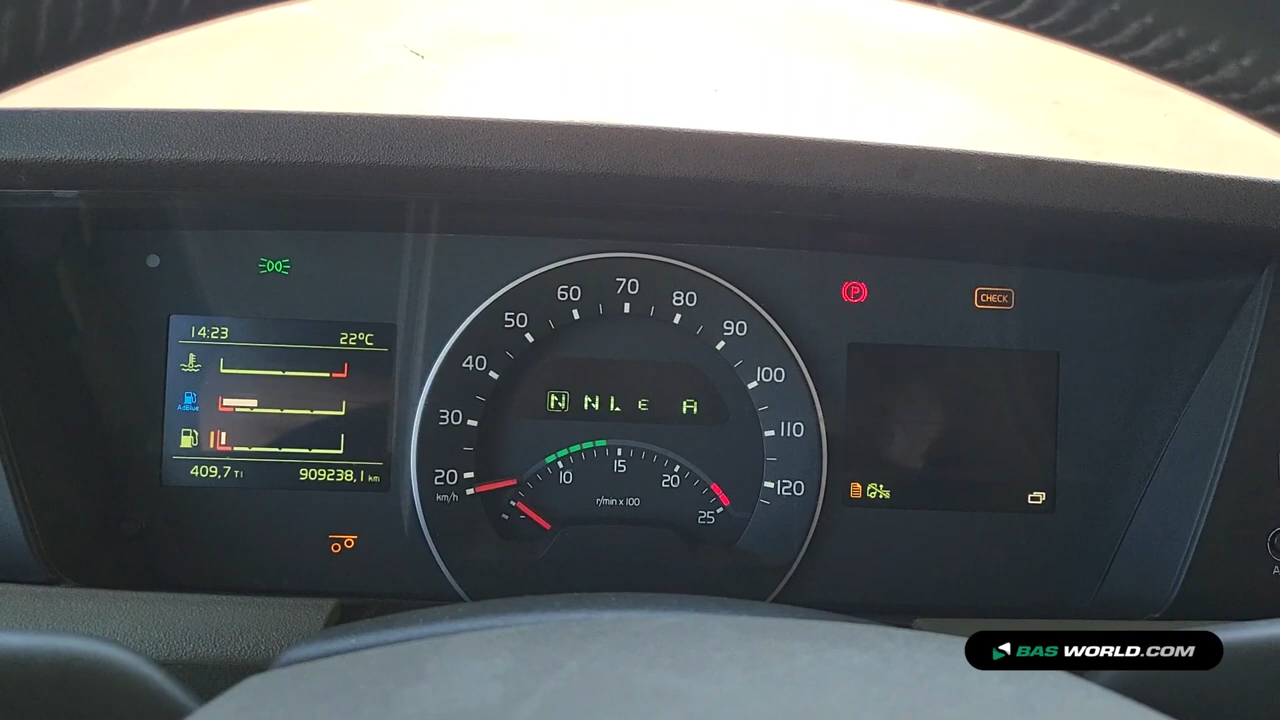 14:23 22°C
AdBlue
409,7 TI 909238,1 km
20
km/h
30
40
50
60
70
80
90
100
110
120
N N L E A
10
15
20
25
r/min x 100
P
CHECK
A
BAS WORLD.COM